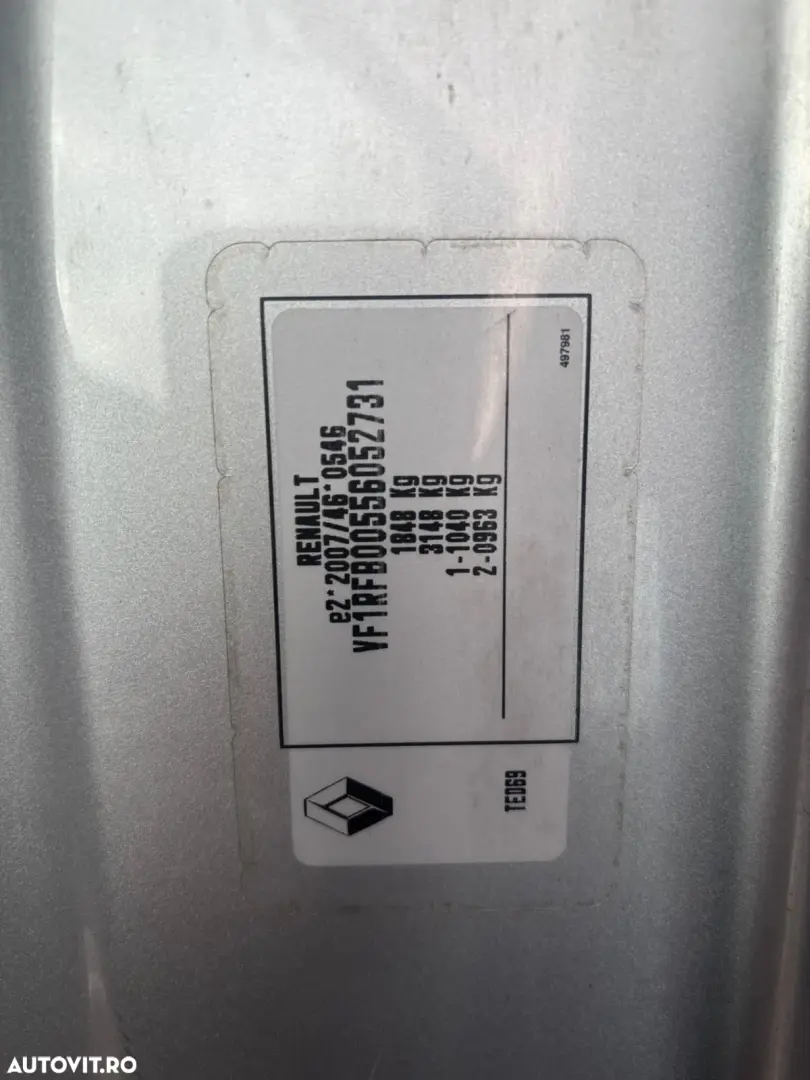 RENAULT
e2*2007/46*0546
VF1RFB00556052731
1848 Kg
3148 Kg
1-1040 Kg
2-0963 Kg
497981
TED69
AUTOVIT.RO